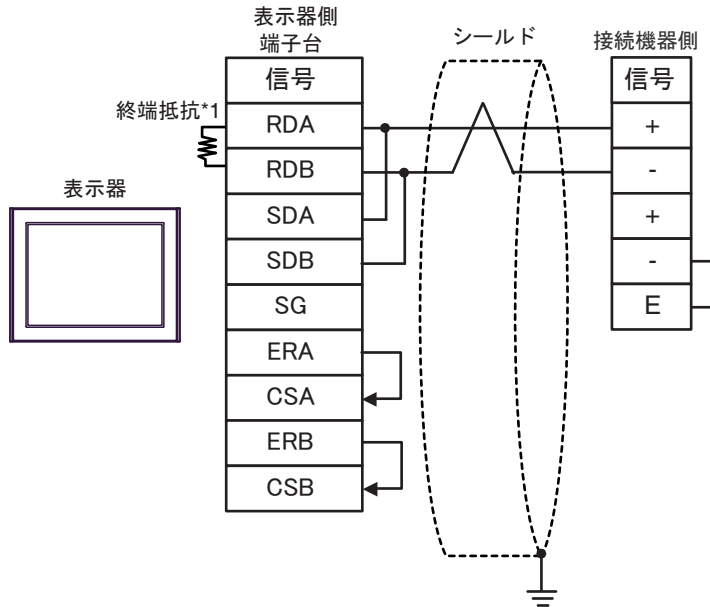 表示器側
端子台
シールド
接続機器側
信号
信号
終端抵抗*1
RDA
+
RDB
-
表示器
SDA
+
SDB
-
SG
E
ERA
CSA
ERB
CSB